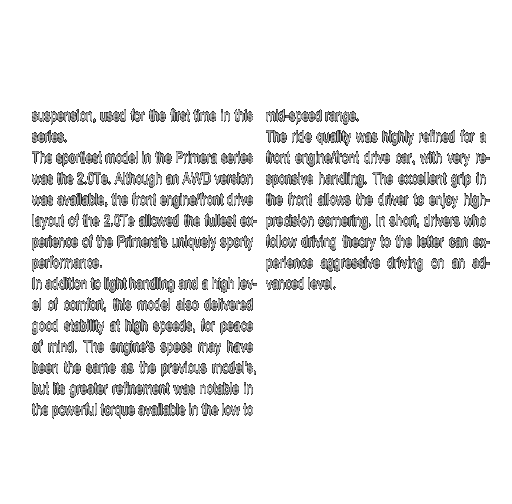 suspension, used for the first time in this
series.
The sportiest model in the Primera series
was the 2.0Te. Although an AWD version
was available, the front engine/front drive
layout of the 2.0Te allowed the fullest ex-
perience of the Primera's uniquely sporty
performance.
In addition to light handling and a high lev-
el of comfort, this model also delivered
good stability at high speeds, for peace
of mind. The engine's specs may have
been the same as the previous model's,
but its greater refinement was notable in
the powerful torque available in the low to
mid-speed range.
The ride quality was highly refined for a
front engine/front drive car, with very re-
sponsive handling. The excellent grip in
the front allows the driver to enjoy high-
precision cornering. In short, drivers who
follow driving theory to the letter can ex-
perience aggressive driving on an ad-
vanced level.